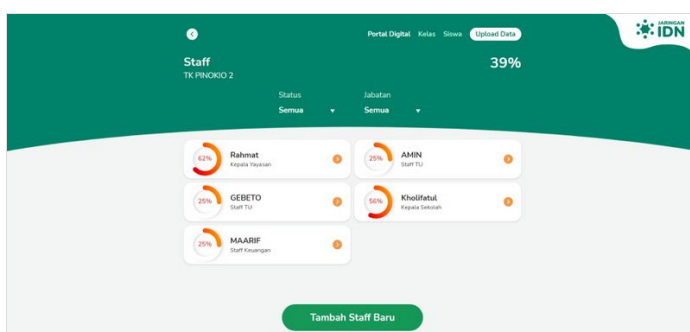 Portal Digital Kelas Siswa Upload Data
JARINGAN
IDN
Staff
39%
TK PINOKIO 2
Status
Jabatan
Semua
Semua
62%
Rahmat
Kepala Yayasan
25%
AMIN
Staff TU
25%
GEBETO
Staff TU
56%
Kholifatul
Kepala Sekolah
25%
MAARIF
Staff Keuangan
Tambah Staff Baru